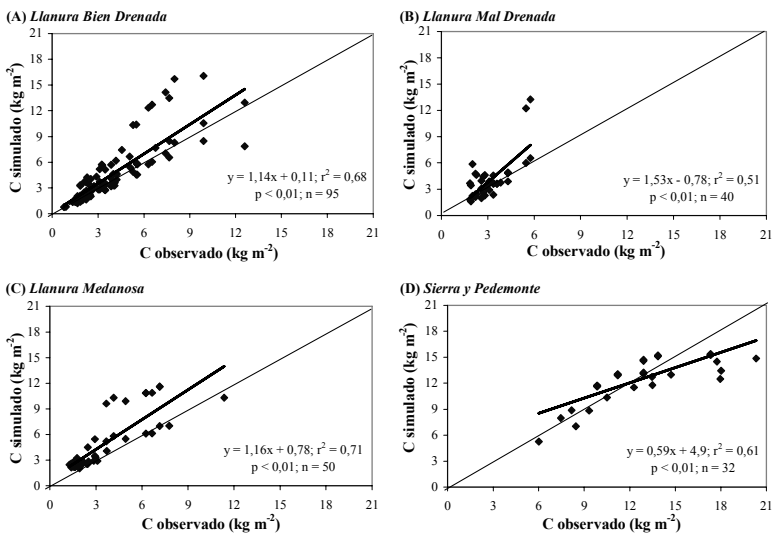 (A) Llanura Bien Drenada
C simulado (kg m-2)
21
18
15
12
9
6
3
0
0 3 6 9 12 15 18 21
y = 1,14x + 0,11; r2 = 0,68
p < 0,01; n = 95
C observado (kg m-2)
(B) Llanura Mal Drenada
C simulado (kg m-2)
21
18
15
12
9
6
3
0
0 3 6 9 12 15 18 21
y = 1,53x - 0,78; r2 = 0,51
p < 0,01; n = 40
C observado (kg m-2)
(C) Llanura Medanosa
C simulado (kg m-2)
21
18
15
12
9
6
3
0
0 3 6 9 12 15 18 21
y = 1,16x + 0,78; r2 = 0,71
p < 0,01; n = 50
C observado (kg m-2)
(D) Sierra y Pedemonte
C simulado (kg m-2)
21
18
15
12
9
6
3
0
0 3 6 9 12 15 18 21
y = 0,59x + 4,9; r2 = 0,61
p < 0,01; n = 32
C observado (kg m-2)